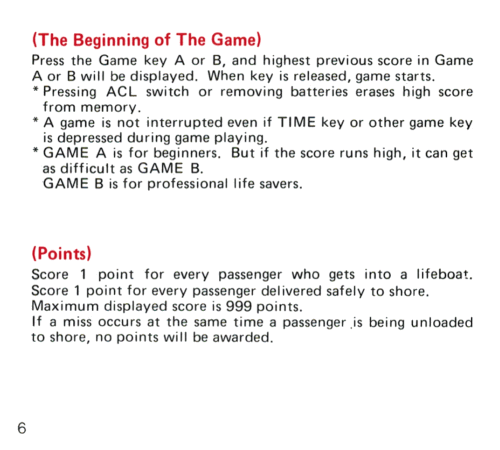 (The Beginning of The Game)
Press the Game key A or B, and highest previous score in Game
A or B will be displayed. When key is released, game starts.
* Pressing ACL switch or removing batteries erases high score
from memory.
* A game is not interrupted even if TIME key or other game key
is depressed during game playing.
* GAME A is for beginners. But if the score runs high, it can get
as difficult as GAME B.
GAME B is for professional life savers.
(Points)
Score 1 point for every passenger who gets into a lifeboat.
Score 1 point for every passenger delivered safely to shore.
Maximum displayed score is 999 points.
If a miss occurs at the same time a passenger is being unloaded
to shore, no points will be awarded.
6